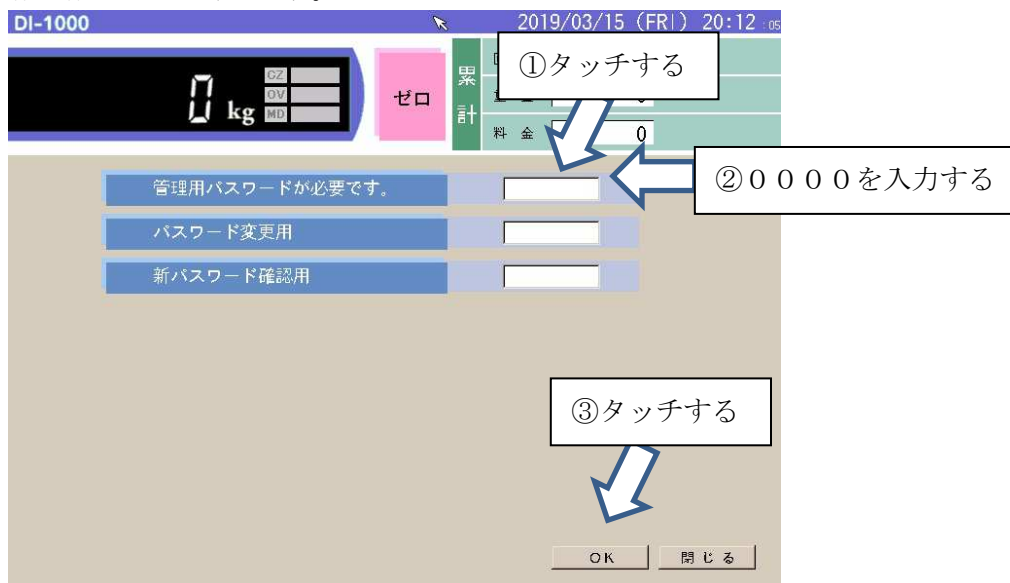 DI-1000 2019/03/15 (FRI) 20:12:05
①タッチする
0 kg
CZ
OV
MD
ゼロ
累計
料 金 0
管理用パスワードが必要です。
②００００を入力する
パスワード変更用
新パスワード確認用
③タッチする
OK 閉じる